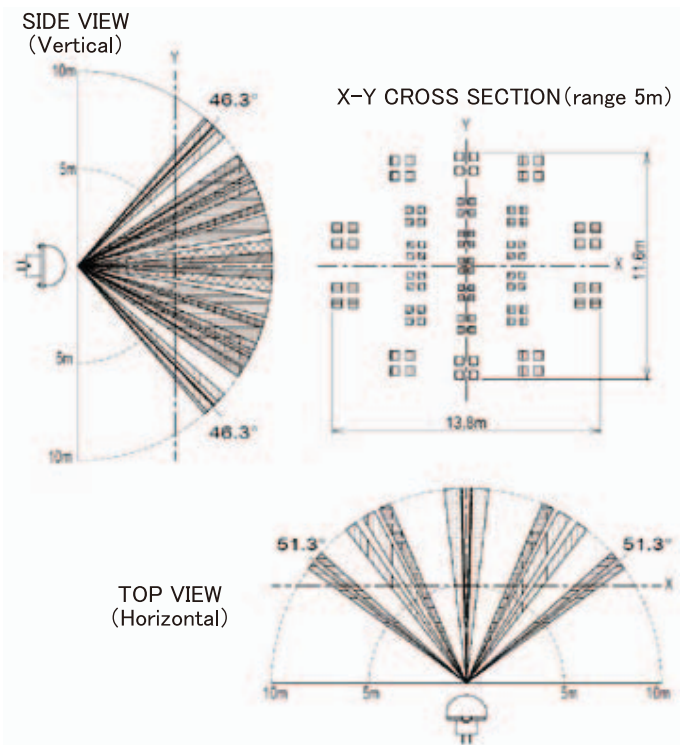 SIDE VIEW
(Vertical)
Y
10m
46.3°
5m
5m
46.3°
10m
X-Y CROSS SECTION(range 5m)
Y
X
11.6m
13.8m
51.3°
51.3°
X
TOP VIEW
(Horizontal)
10m
5m
5m
10m